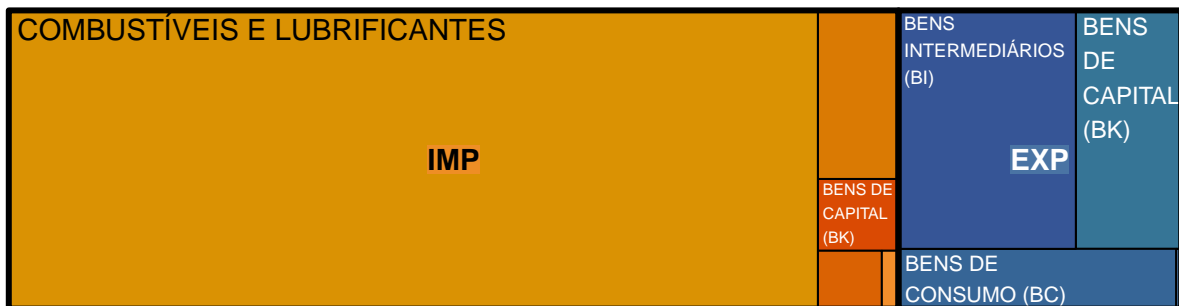 COMBUSTÍVEIS E LUBRIFICANTES
IMP
BENS DE
CAPITAL
(BK)
BENS
INTERMEDIÁRIOS
(BI)
BENS
DE
CAPITAL
(BK)
EXP
BENS DE
CONSUMO (BC)